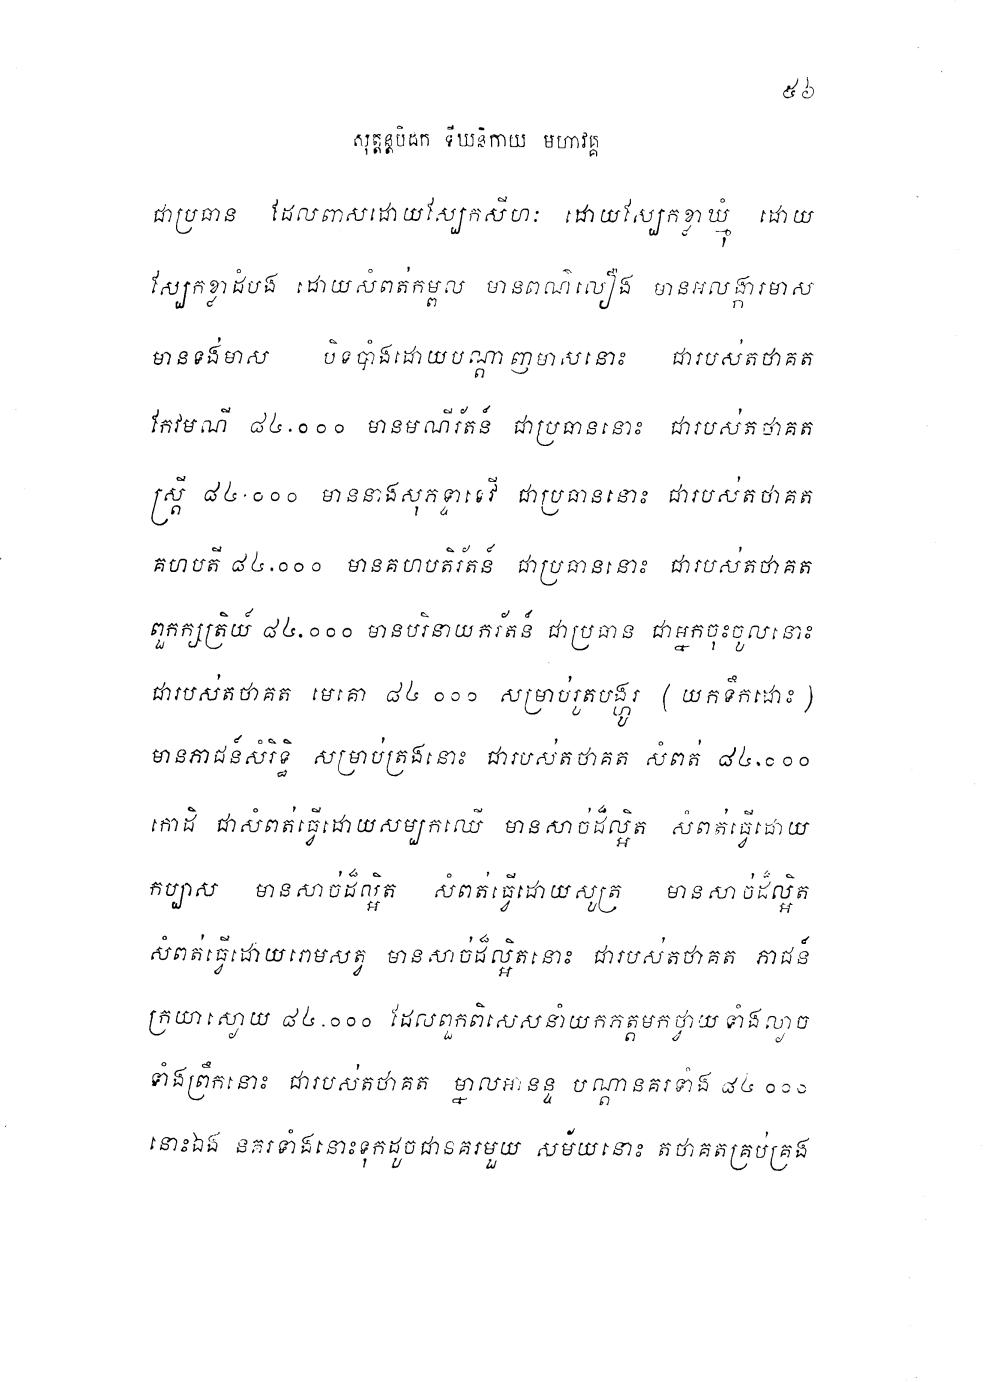 ៥៦
សុត្តន្តបិដក ទីឃនិកាយ មហាវគ្គ
ជាប្រធាន ដែលពាសដោយស្បែកសីហៈ ដោយស្បែកខ្លាឃ្មុំ ដោយ
ស្បែកខ្លាដំបង ដោយសំពត់កម្ពល មានពណ៌លឿង មានអលង្ការមាស
មានទង់មាស បិទបាំងដោយបណ្តាញមាសនោះ ជារបស់តថាគត
កែវមណី ៨៤.០០០ មានមណីរ័តន៍ ជាប្រធាននោះ ជារបស់តថាគត
ស្ត្រី ៨៤.០០០ មាននាងសុភទ្ទាទេវី ជាប្រធាននោះ ជារបស់តថាគត
គហបតី ៨៤.០០០ មានគហបតិរ័តន៍ ជាប្រធាននោះ ជារបស់តថាគត
ពួកក្សត្រិយ៍ ៨៤.០០០ មានបរិនាយករ័តន៍ ជាប្រធាន ជាអ្នកចុះចូលនោះ
ជារបស់តថាគត មេគោ ៨៤ ០០០ សម្រាប់រូតបង្ហូរ ( យកទឹកដោះ )
មានភាជន៍សំរិទ្ធិ សម្រាប់ត្រងនោះ ជារបស់តថាគត សំពត់ ៨៤.០០០
កោដិ ជាសំពត់ធ្វើដោយសម្បកឈើ មានសាច់ដ៏ល្អិត សំពត់ធ្វើដោយ
កប្បាស មានសាច់ដ៏ល្អិត សំពត់ធ្វើដោយសូត្រ មានសាច់ដ៏ល្អិត
សំពត់ធ្វើដោយរោមសត្វ មានសាច់ដ៏ល្អិតនោះ ជារបស់តថាគត ភាជន៍
ក្រយាស្ងោយ ៨៤.០០០ ដែលពួកពិសេសនាំយកភត្តមកថ្វាយ ទាំងល្ងាច
ទាំងព្រឹកនោះ ជារបស់តថាគត ម្នាលអានន្ទ បណ្តានគរទាំង ៨៤ ០០០
នោះឯង នគរទាំងនោះទុកដូចជានគរមួយ សម័យនោះ តថាគតគ្រប់គ្រង